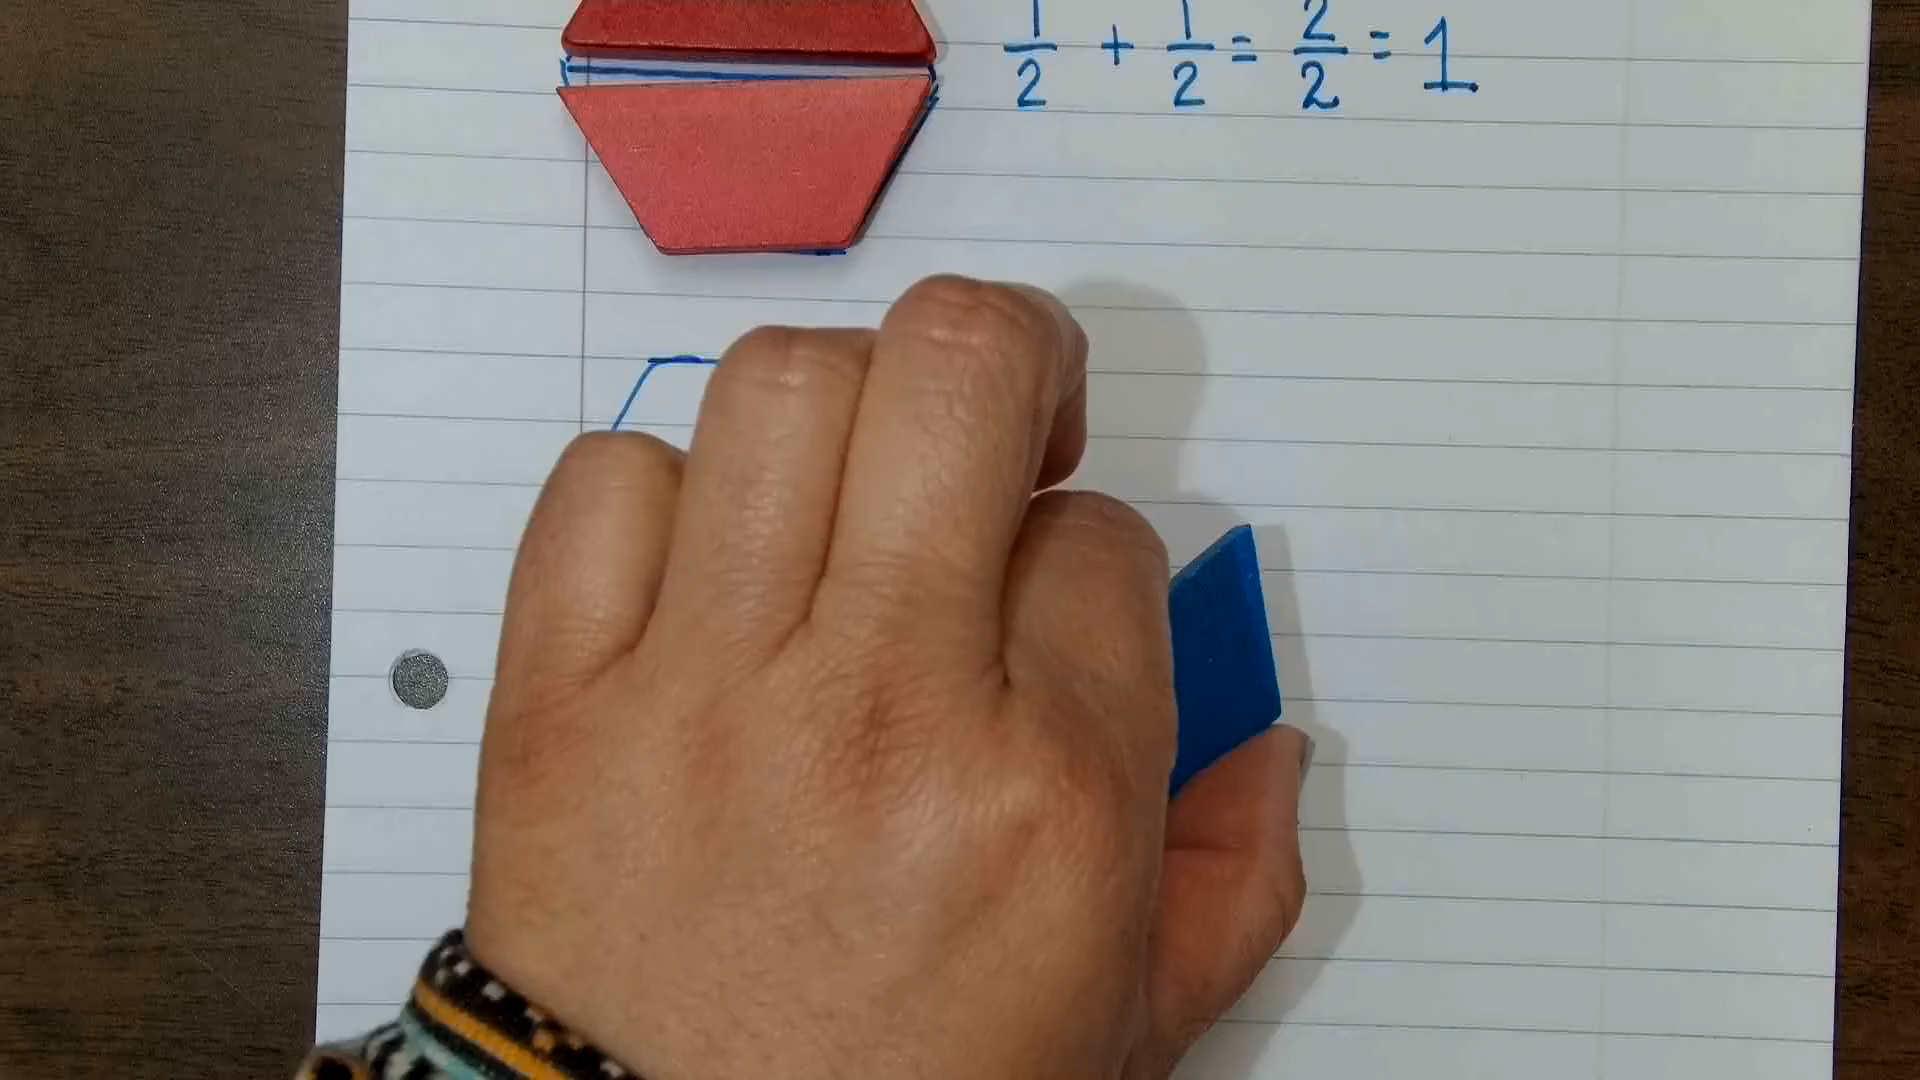 1/2 + 1/2 = 2/2 = 1